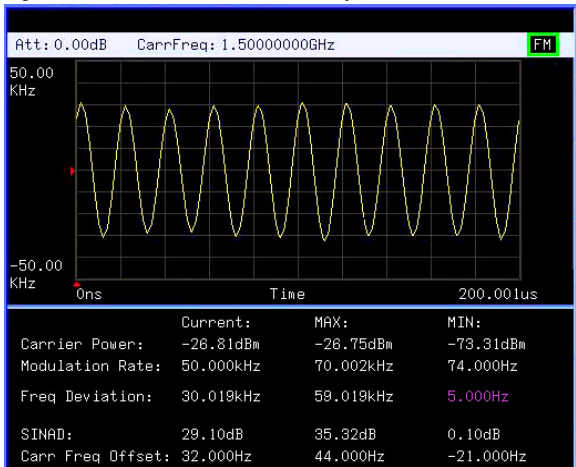 Att: 0.00dB CarrFreq: 1.50000000GHz FM
50.00
KHz
-50.00
KHz
0ns Time 200.001us
Current: MAX: MIN:
Carrier Power: -26.81dBm -26.75dBm -73.31dBm
Modulation Rate: 50.000kHz 70.002kHz 74.000Hz
Freq Deviation: 30.019kHz 59.019kHz 5.000Hz
SINAD: 29.10dB 35.32dB 0.10dB
Carr Freq Offset: 32.000Hz 44.000Hz -21.000Hz